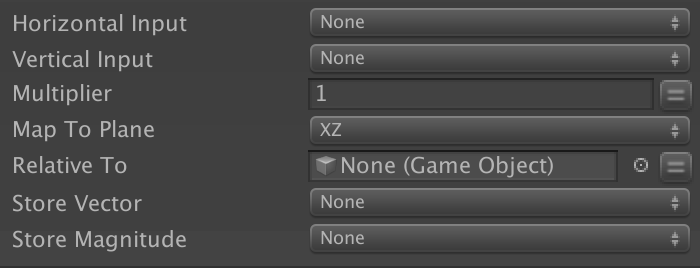 Horizontal Input None
Vertical Input None
Multiplier 1
Map To Plane XZ
Relative To None (Game Object)
Store Vector None
Store Magnitude None